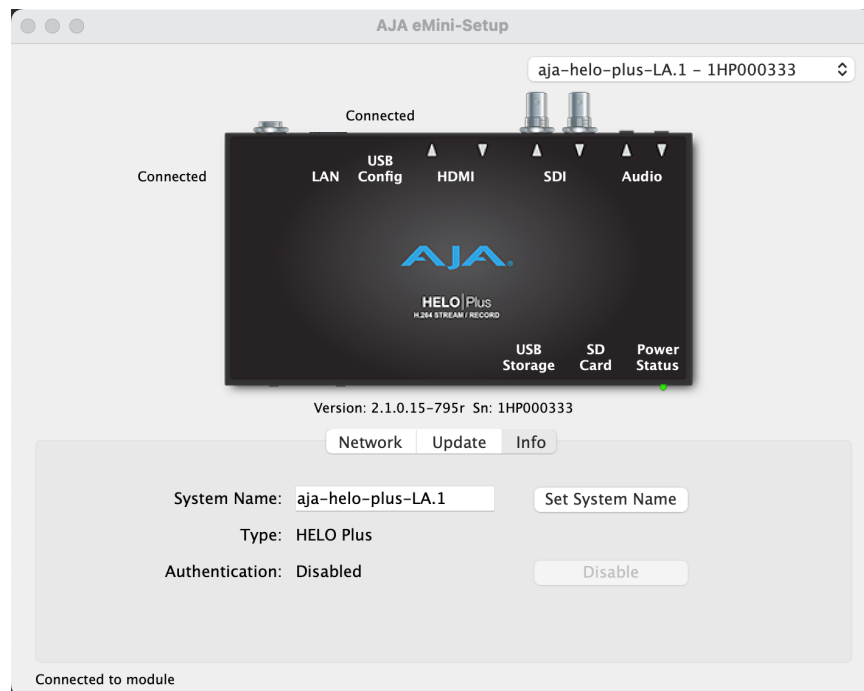 AJA eMini-Setup
aja-helo-plus-LA.1 - 1HP000333
Connected
Connected
LAN
USB
Config
HDMI
SDI
Audio
AJA
HELO|Plus
H.264 STREAM / RECORD
USB
Storage
SD
Card
Power
Status
Version: 2.1.0.15-795r Sn: 1HP000333
Network Update Info
System Name: aja-helo-plus-LA.1 Set System Name
Type: HELO Plus
Authentication: Disabled Disable
Connected to module